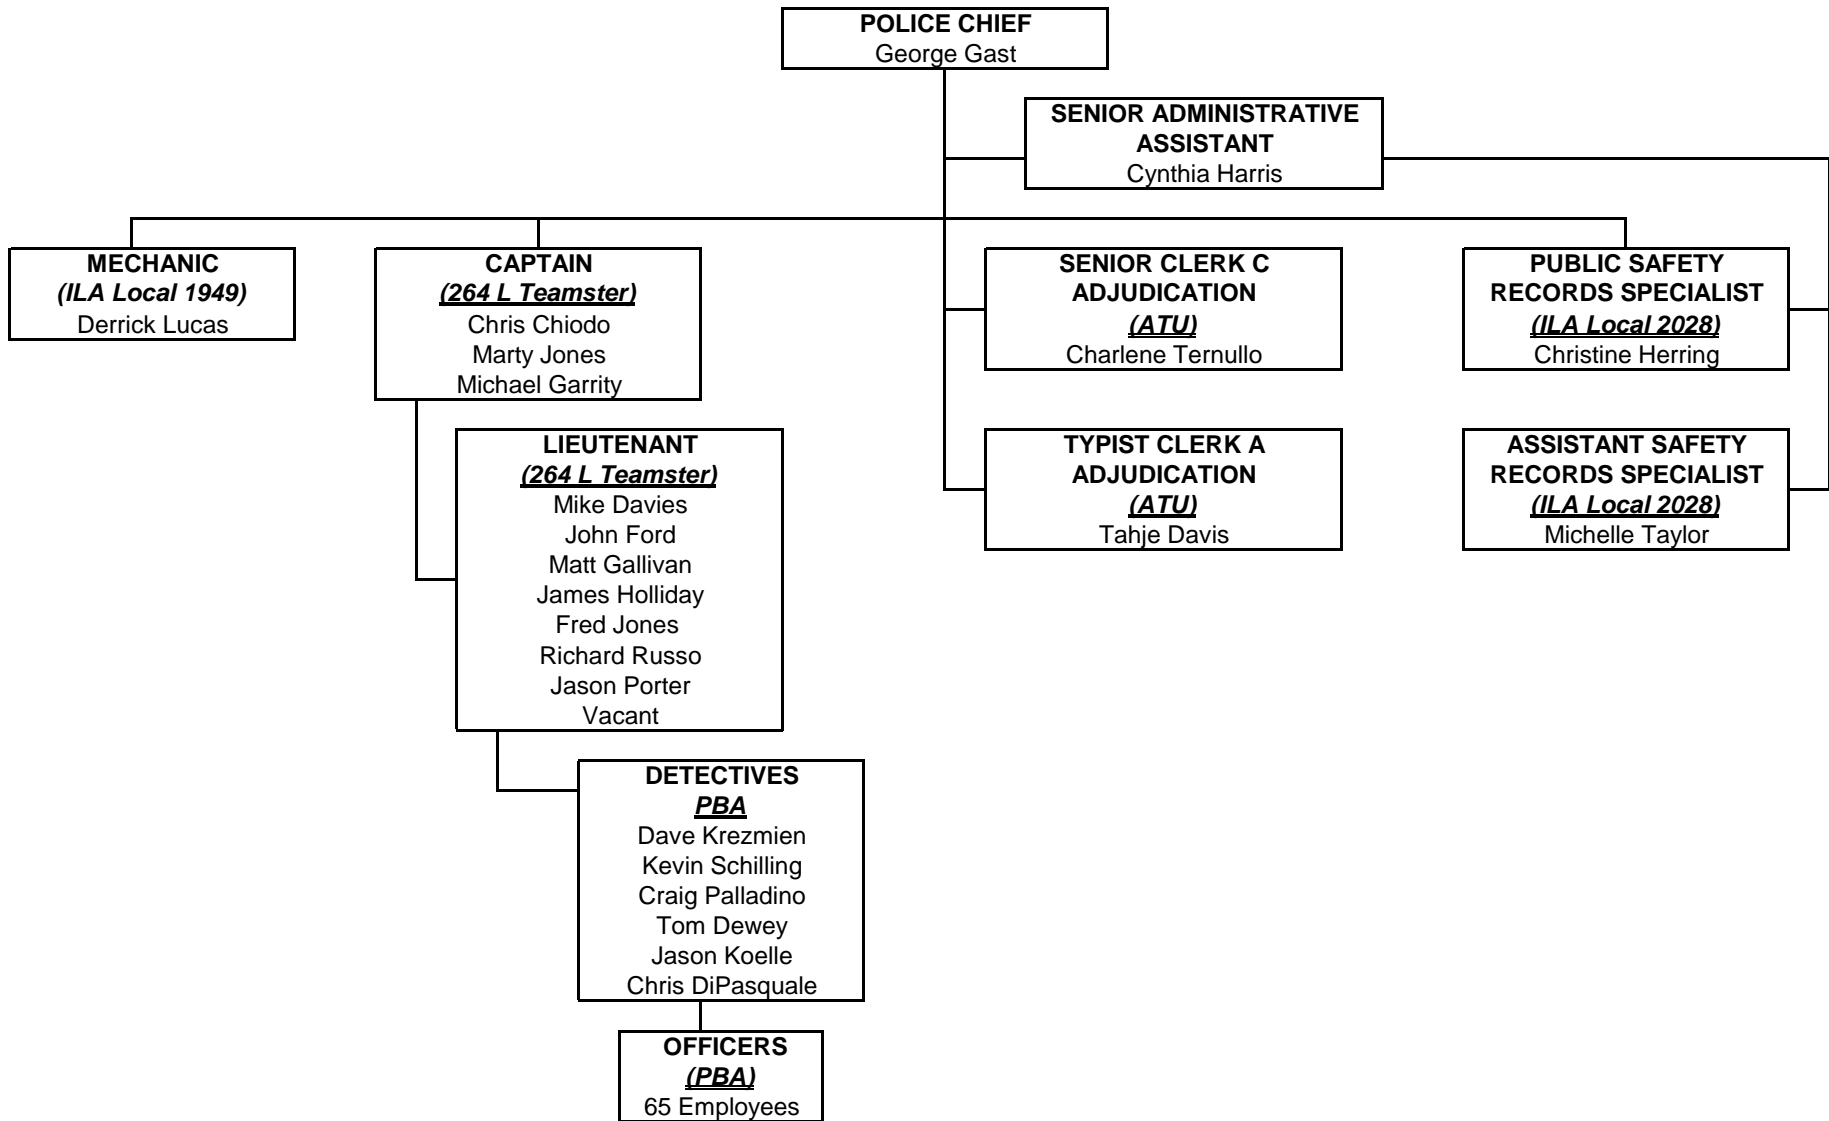 POLICE CHIEF
George Gast
SENIOR ADMINISTRATIVE
ASSISTANT
Cynthia Harris
MECHANIC
(ILA Local 1949)
Derrick Lucas
CAPTAIN
(264 L Teamster)
Chris Chiodo
Marty Jones
Michael Garrity
SENIOR CLERK C
ADJUDICATION
(ATU)
Charlene Ternullo
PUBLIC SAFETY
RECORDS SPECIALIST
(ILA Local 2028)
Christine Herring
LIEUTENANT
(264 L Teamster)
Mike Davies
John Ford
Matt Gallivan
James Holliday
Fred Jones
Richard Russo
Jason Porter
Vacant
TYPIST CLERK A
ADJUDICATION
(ATU)
Tahje Davis
ASSISTANT SAFETY
RECORDS SPECIALIST
(ILA Local 2028)
Michelle Taylor
DETECTIVES
PBA
Dave Krezmien
Kevin Schilling
Craig Palladino
Tom Dewey
Jason Koelle
Chris DiPasquale
OFFICERS
(PBA)
65 Employees